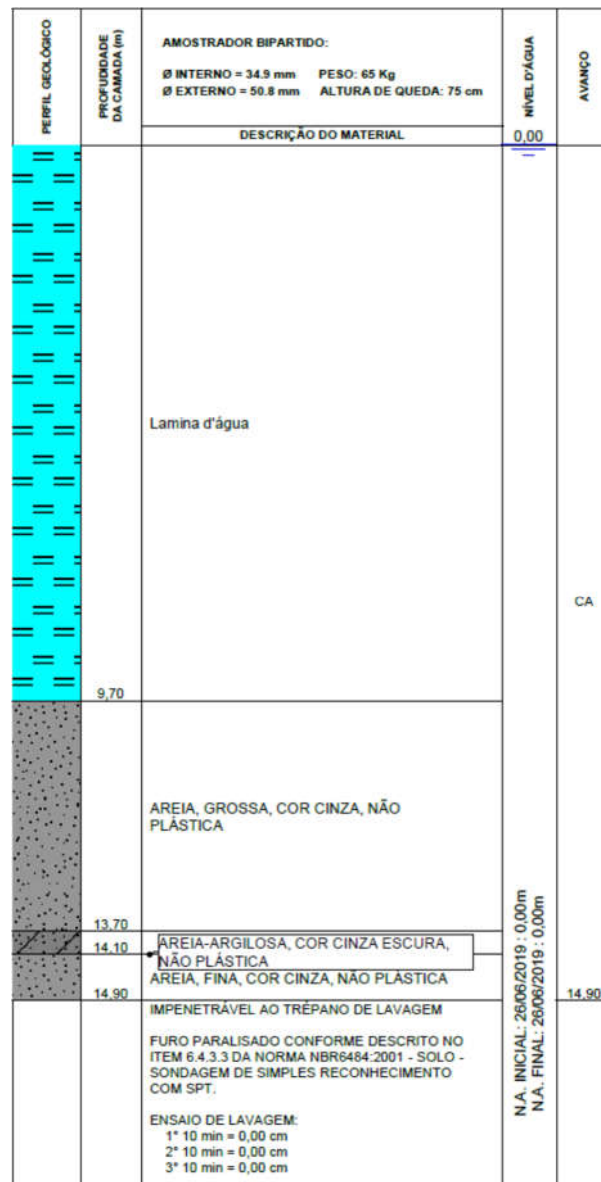 PERFIL GEOLÓGICO
PROFUDIDADE
DA CAMADA (m)
AMOSTRADOR BIPARTIDO:
Ø INTERNO = 34.9 mm PESO: 65 Kg
Ø EXTERNO = 50.8 mm ALTURA DE QUEDA: 75 cm
DESCRIÇÃO DO MATERIAL
NÍVEL D'ÁGUA
AVANÇO
0,00
Lamina d'água
CA
9,70
AREIA, GROSSA, COR CINZA, NÃO
PLÁSTICA
13,70
AREIA-ARGILOSA, COR CINZA ESCURA,
NÃO PLÁSTICA
14,10
AREIA, FINA, COR CINZA, NÃO PLÁSTICA
14,90
14,90
IMPENETRÁVEL AO TRÉPANO DE LAVAGEM
FURO PARALISADO CONFORME DESCRITO NO
ITEM 6.4.3.3 DA NORMA NBR6484:2001 - SOLO -
SONDAGEM DE SIMPLES RECONHECIMENTO
COM SPT.
ENSAIO DE LAVAGEM:
1° 10 min = 0,00 cm
2° 10 min = 0,00 cm
3° 10 min = 0,00 cm
N.A. INICIAL: 26/06/2019 : 0,00m
N.A. FINAL: 26/06/2019 : 0,00m